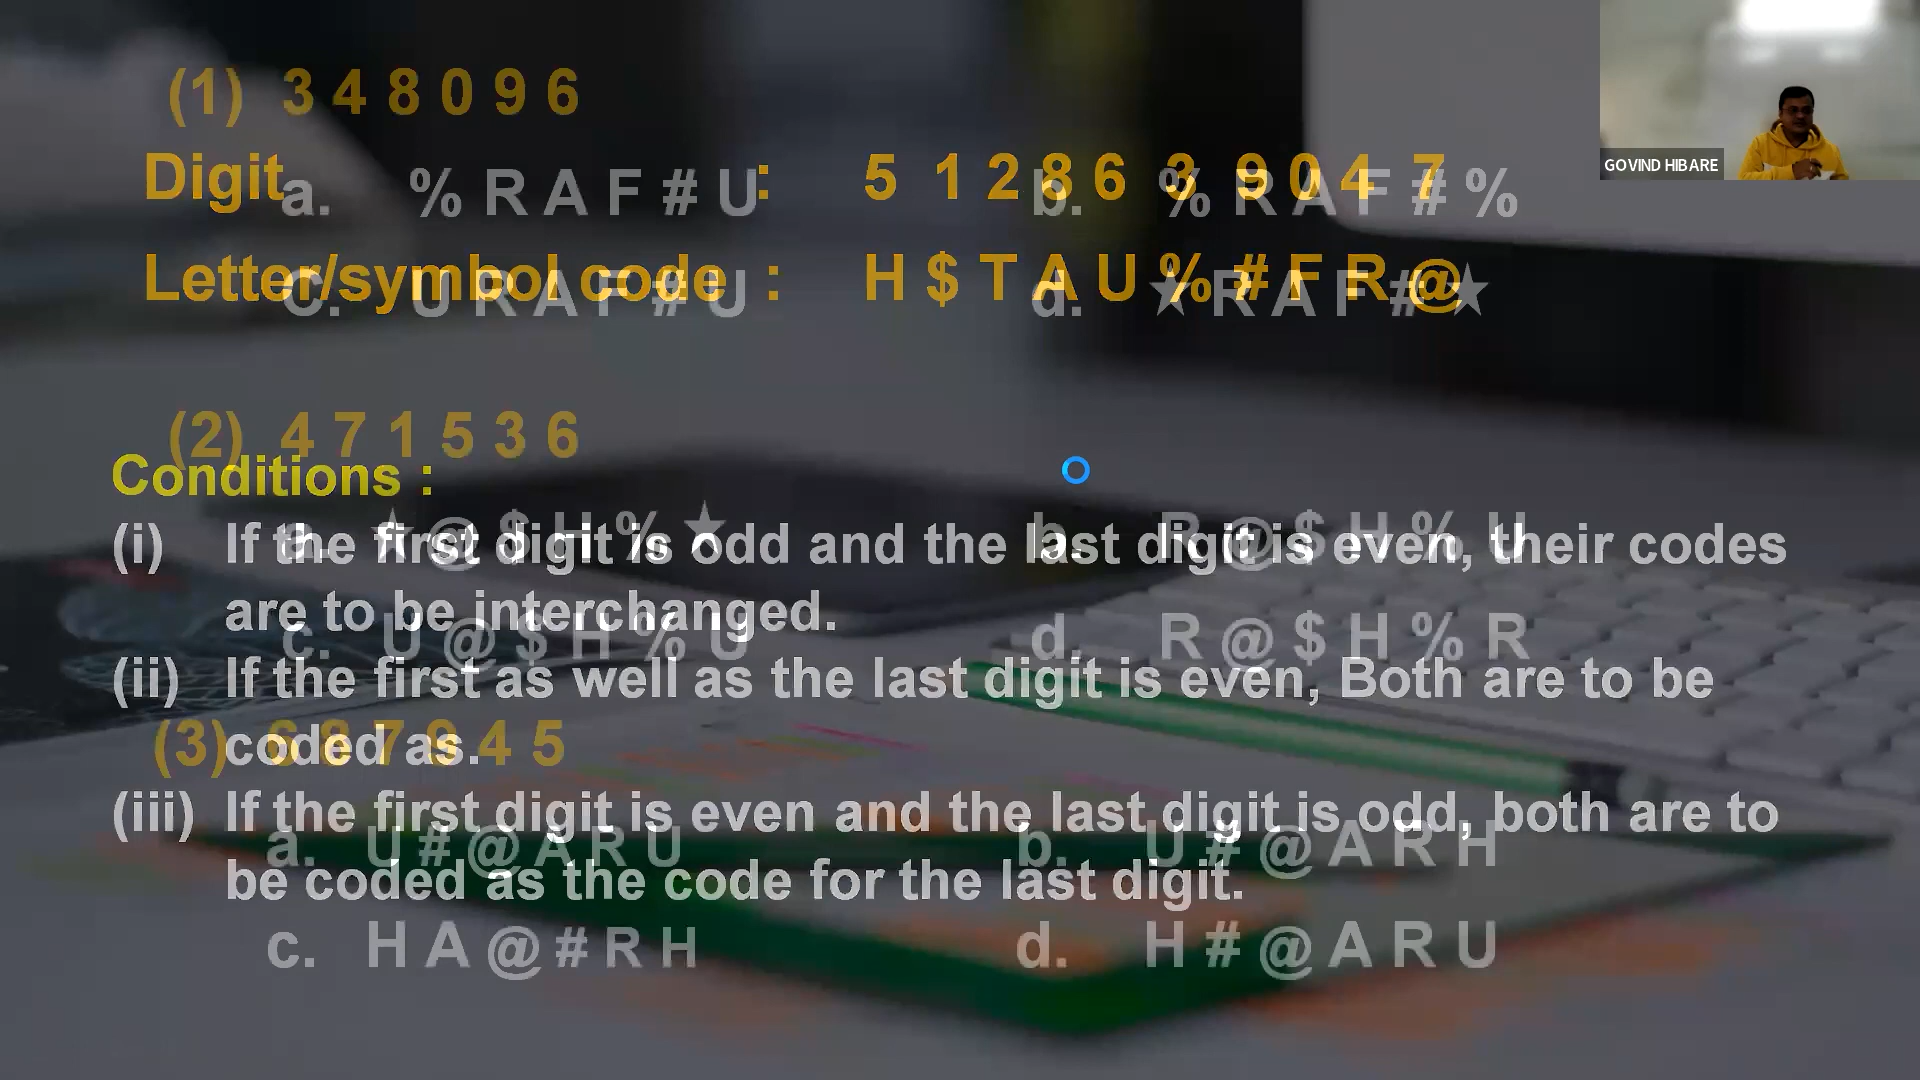 (1) 3 4 8 0 9 6
Digit : 5 1 2 8 6 3 9 0 4 7
a. % R A F # U b. % R A F # %
Letter/symbol code : H $ T A U % # F R @
c. U R A F # U d. ★ R A F # ★
(2) 4 7 1 5 3 6
Conditions :
a. ★ @ $ H % ★ b. R @ $ H % U
(i) If the first digit is odd and the last digit is even, their codes
are to be interchanged.
c. U @ $ H % U d. R @ $ H % R
(ii) If the first as well as the last digit is even, Both are to be
coded as.
(3) 6 8 7 9 4 5
(iii) If the first digit is even and the last digit is odd, both are to
be coded as the code for the last digit.
a. U # @ A R U b. U # @ A R H
c. H A @ # R H d. H # @ A R U
GOVIND HIBARE